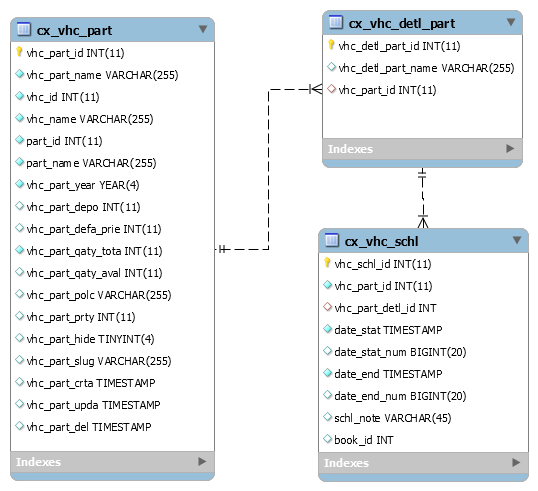 cx_vhc_part
vhc_part_id INT(11)
vhc_part_name VARCHAR(255)
vhc_id INT(11)
vhc_name VARCHAR(255)
part_id INT(11)
part_name VARCHAR(255)
vhc_part_year YEAR(4)
vhc_part_depo INT(11)
vhc_part_defa_prie INT(11)
vhc_part_qaty_tota INT(11)
vhc_part_qaty_aval INT(11)
vhc_part_polc VARCHAR(255)
vhc_part_prty INT(11)
vhc_part_hide TINYINT(4)
vhc_part_slug VARCHAR(255)
vhc_part_crta TIMESTAMP
vhc_part_upda TIMESTAMP
vhc_part_del TIMESTAMP
Indexes
cx_vhc_detl_part
vhc_detl_part_id INT(11)
vhc_detl_part_name VARCHAR(255)
vhc_part_id INT(11)
Indexes
cx_vhc_schl
vhc_schl_id INT(11)
vhc_part_id INT(11)
vhc_part_detl_id INT
date_stat TIMESTAMP
date_stat_num BIGINT(20)
date_end TIMESTAMP
date_end_num BIGINT(20)
schl_note VARCHAR(45)
book_id INT
Indexes